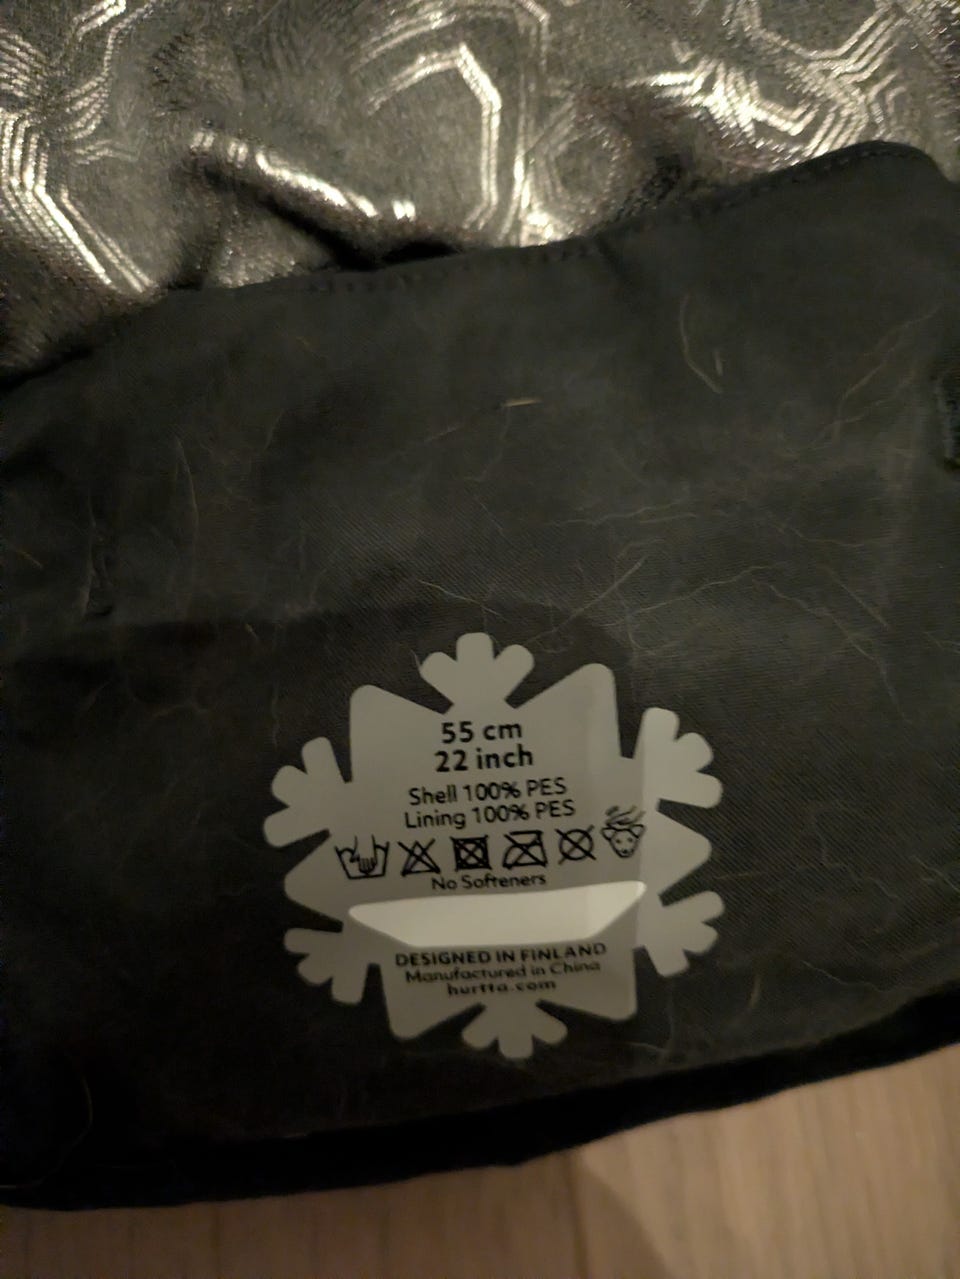 55 cm
22 inch
Shell 100% PES
Lining 100% PES
No Softeners
DESIGNED IN FINLAND
Manufactured in China
hurtta.com